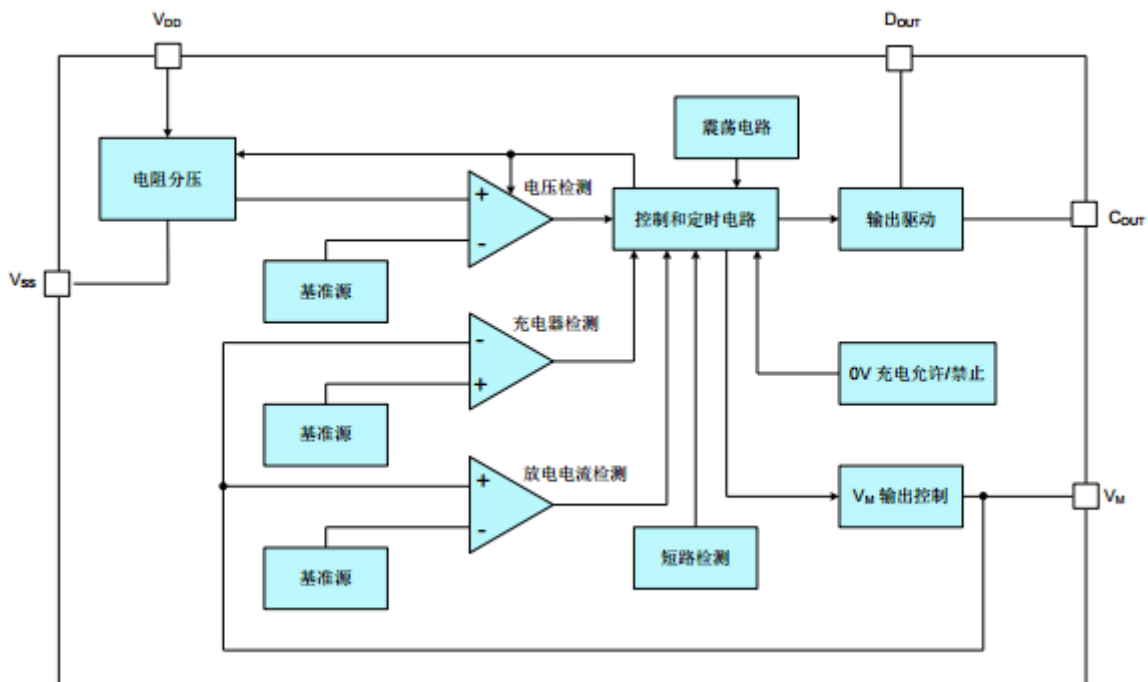 VDD
DOUT
震荡电路
电阻分压
+
电压检测
-
控制和定时电路
输出驱动
COUT
VSS
基准源
充电器检测
-
+
0V 充电允许/禁止
基准源
放电电流检测
+
-
VM 输出控制
VM
短路检测
基准源